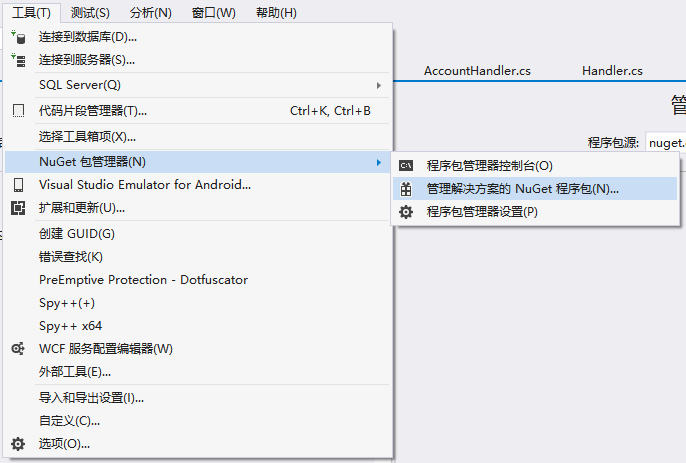 工具(T) 测试(S) 分析(N) 窗口(W) 帮助(H)
连接到数据库(D)...
连接到服务器(S)...
AccountHandler.cs Handler.cs
SQL Server(Q)
管
代码片段管理器(T)... Ctrl+K, Ctrl+B
选择工具箱项(X)...
程序包源: nuget.
NuGet 包管理器(N)
程序包管理器控制台(O)
Visual Studio Emulator for Android...
管理解决方案的 NuGet 程序包(N)...
扩展和更新(U)...
程序包管理器设置(P)
创建 GUID(G)
错误查找(K)
PreEmptive Protection - Dotfuscator
Spy++(+)
Spy++ x64
WCF 服务配置编辑器(W)
外部工具(E)...
导入和导出设置(I)...
自定义(C)...
选项(O)...